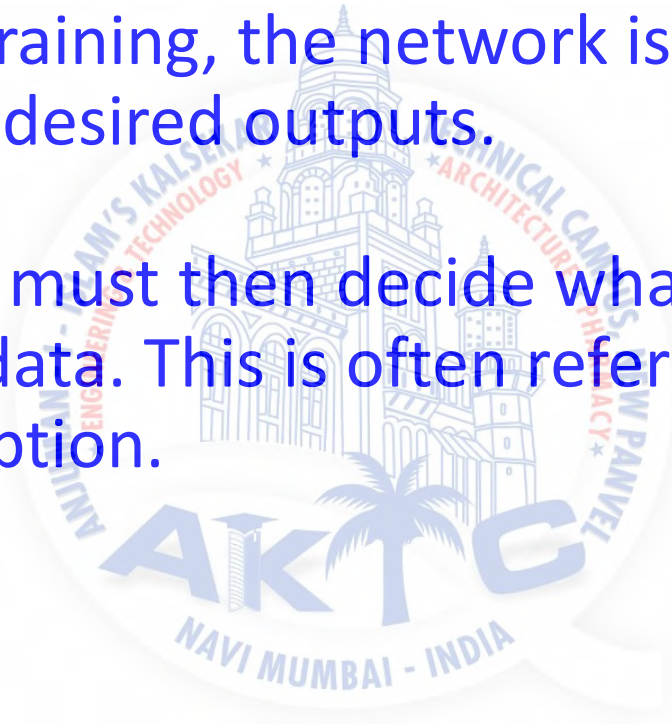 raining, the network is
desired outputs.
must then decide wha
data. This is often refer
ption.
ANJUMAN - I - ISLAM'S KALSEKAR TECHNICAL CAMPUS, NEW PANVEL
ENGINEERING & TECHNOLOGY ★ ★ ARCHITECTURE ★ PHARMACY ★
AKTC
NAVI MUMBAI - INDIA